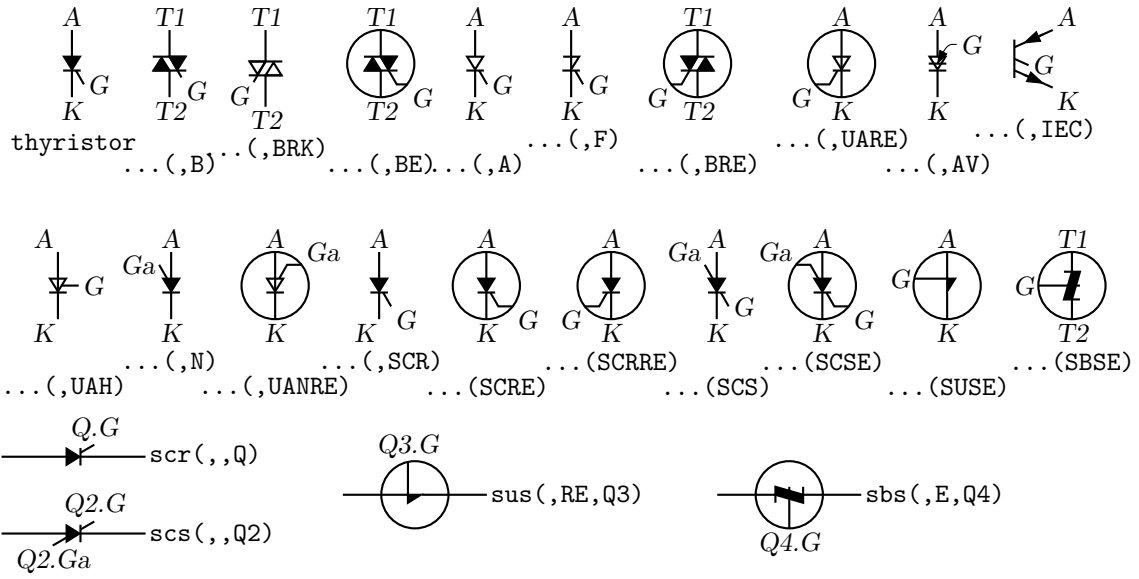 A A T1 T1 T1 A A T1 A A A
G G G G G G G G G G
K T2 T2 T2 K K T2 K K K
thyristor ...(,B) ...(,BRK) ...(,BE) ...(,A) ...(,F) ...(,BRE) ...(,UARE) ...(,AV) ...(,IEC)
A A A A A A A A A T1
G Ga Ga G G G Ga G Ga G G G
K K K K K K K K K T2
...(,UAH) ...(,N) ...(,UANRE) ...(,SCR) ...(SCRE) ...(SCRRE) ...(SCS) ...(SCSE) ...(SUSE) ...(SBSE)
Q.G
scr(,,Q)
Q3.G
sus(,RE,Q3)
sbs(,E,Q4)
Q4.G
Q2.G
scs(,,Q2)
Q2.Ga